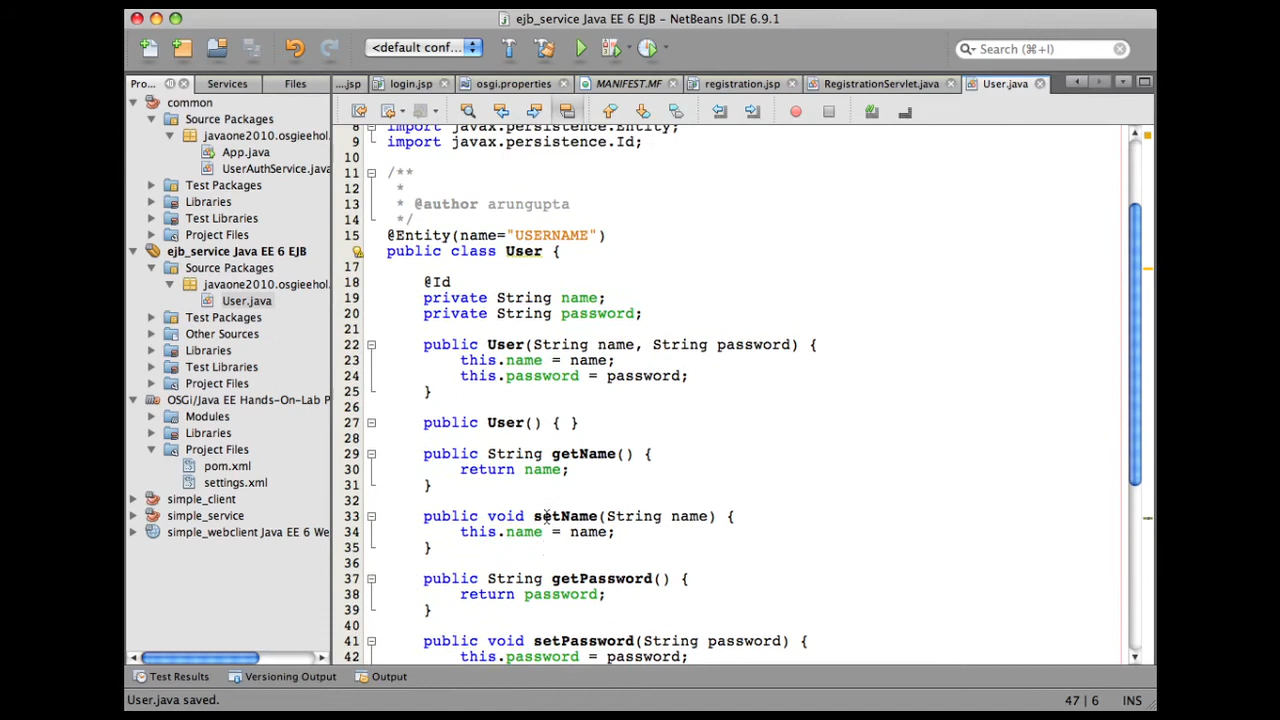 ejb_service Java EE 6 EJB – NetBeans IDE 6.9.1
<default conf...
Search (⌘+I)
Pro...
Services
Files
...jsp
login.jsp
osgi.properties
MANIFEST.MF
registration.jsp
RegistrationServlet.java
User.java
common
Source Packages
javaone2010.osgieehol.
App.java
UserAuthService.java
Test Packages
Libraries
Test Libraries
Project Files
ejb_service Java EE 6 EJB
Source Packages
javaone2010.osgieehol.
User.java
Test Packages
Other Sources
Libraries
Test Libraries
Project Files
OSGi/Java EE Hands-On-Lab P
Modules
Libraries
Project Files
pom.xml
settings.xml
simple_client
simple_service
simple_webclient Java EE 6 We
8 import javax.persistence.Entity;
9 import javax.persistence.Id;
10
11 /**
12 *
13 * @author arungupta
14 */
15 @Entity(name="USERNAME")
public class User {
17
18 @Id
19 private String name;
20 private String password;
21
22 public User(String name, String password) {
23 this.name = name;
24 this.password = password;
25 }
26
27 public User() { }
28
29 public String getName() {
30 return name;
31 }
32
33 public void setName(String name) {
34 this.name = name;
35 }
36
37 public String getPassword() {
38 return password;
39 }
40
41 public void setPassword(String password) {
42 this.password = password;
Test Results
Versioning Output
Output
User.java saved.
47 | 6
INS